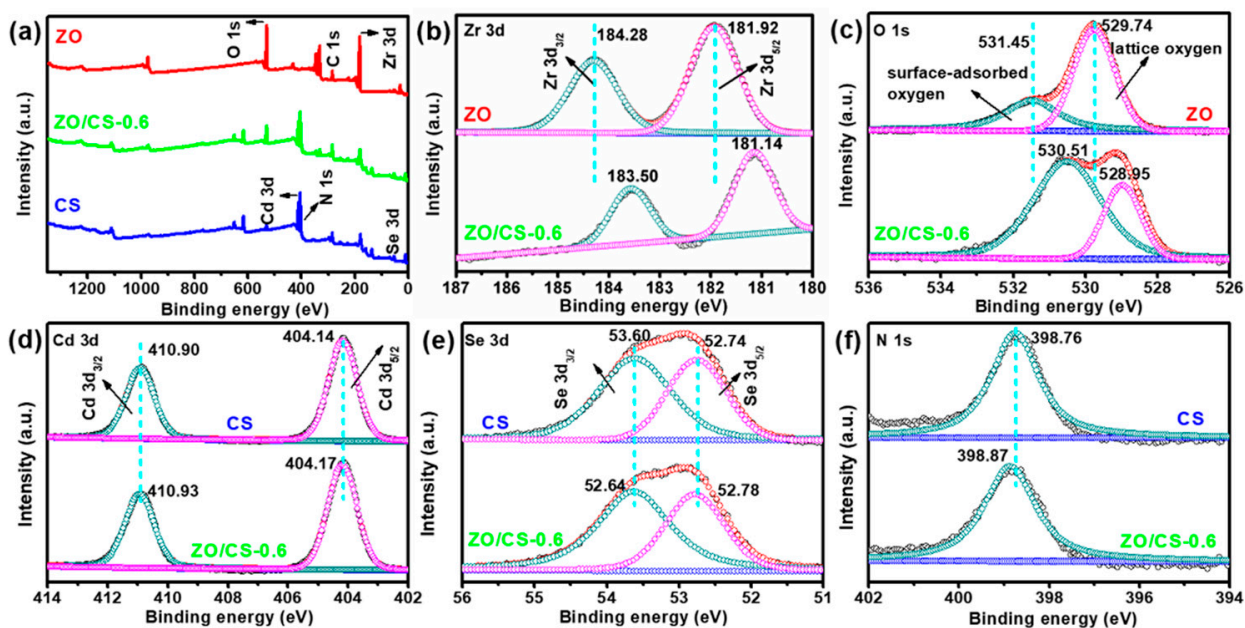 (a)
ZO
O 1s
C 1s
Zr 3d
ZO/CS-0.6
CS
Cd 3d
N 1s
Se 3d
Intensity (a.u.)
1200 1000 800 600 400 200 0
Binding energy (eV)
(b) Zr 3d
184.28
181.92
Zr 3d3/2
Zr 3d5/2
ZO
183.50
181.14
ZO/CS-0.6
Intensity (a.u.)
187 186 185 184 183 182 181 180
Binding energy (eV)
(c) O 1s
529.74
531.45
lattice oxygen
surface-adsorbed
oxygen
ZO
530.51
528.95
ZO/CS-0.6
Intensity (a.u.)
536 534 532 530 528 526
Binding energy (eV)
(d) Cd 3d
410.90
404.14
Cd 3d3/2
Cd 3d5/2
CS
410.93
404.17
ZO/CS-0.6
Intensity (a.u.)
414 412 410 408 406 404 402
Binding energy (eV)
(e) Se 3d
53.60
52.74
Se 3d3/2
Se 3d5/2
CS
52.64
52.78
ZO/CS-0.6
Intensity (a.u.)
56 55 54 53 52 51
Binding energy (eV)
(f) N 1s
398.76
CS
398.87
ZO/CS-0.6
Intensity (a.u.)
402 400 398 396 394
Binding energy (eV)